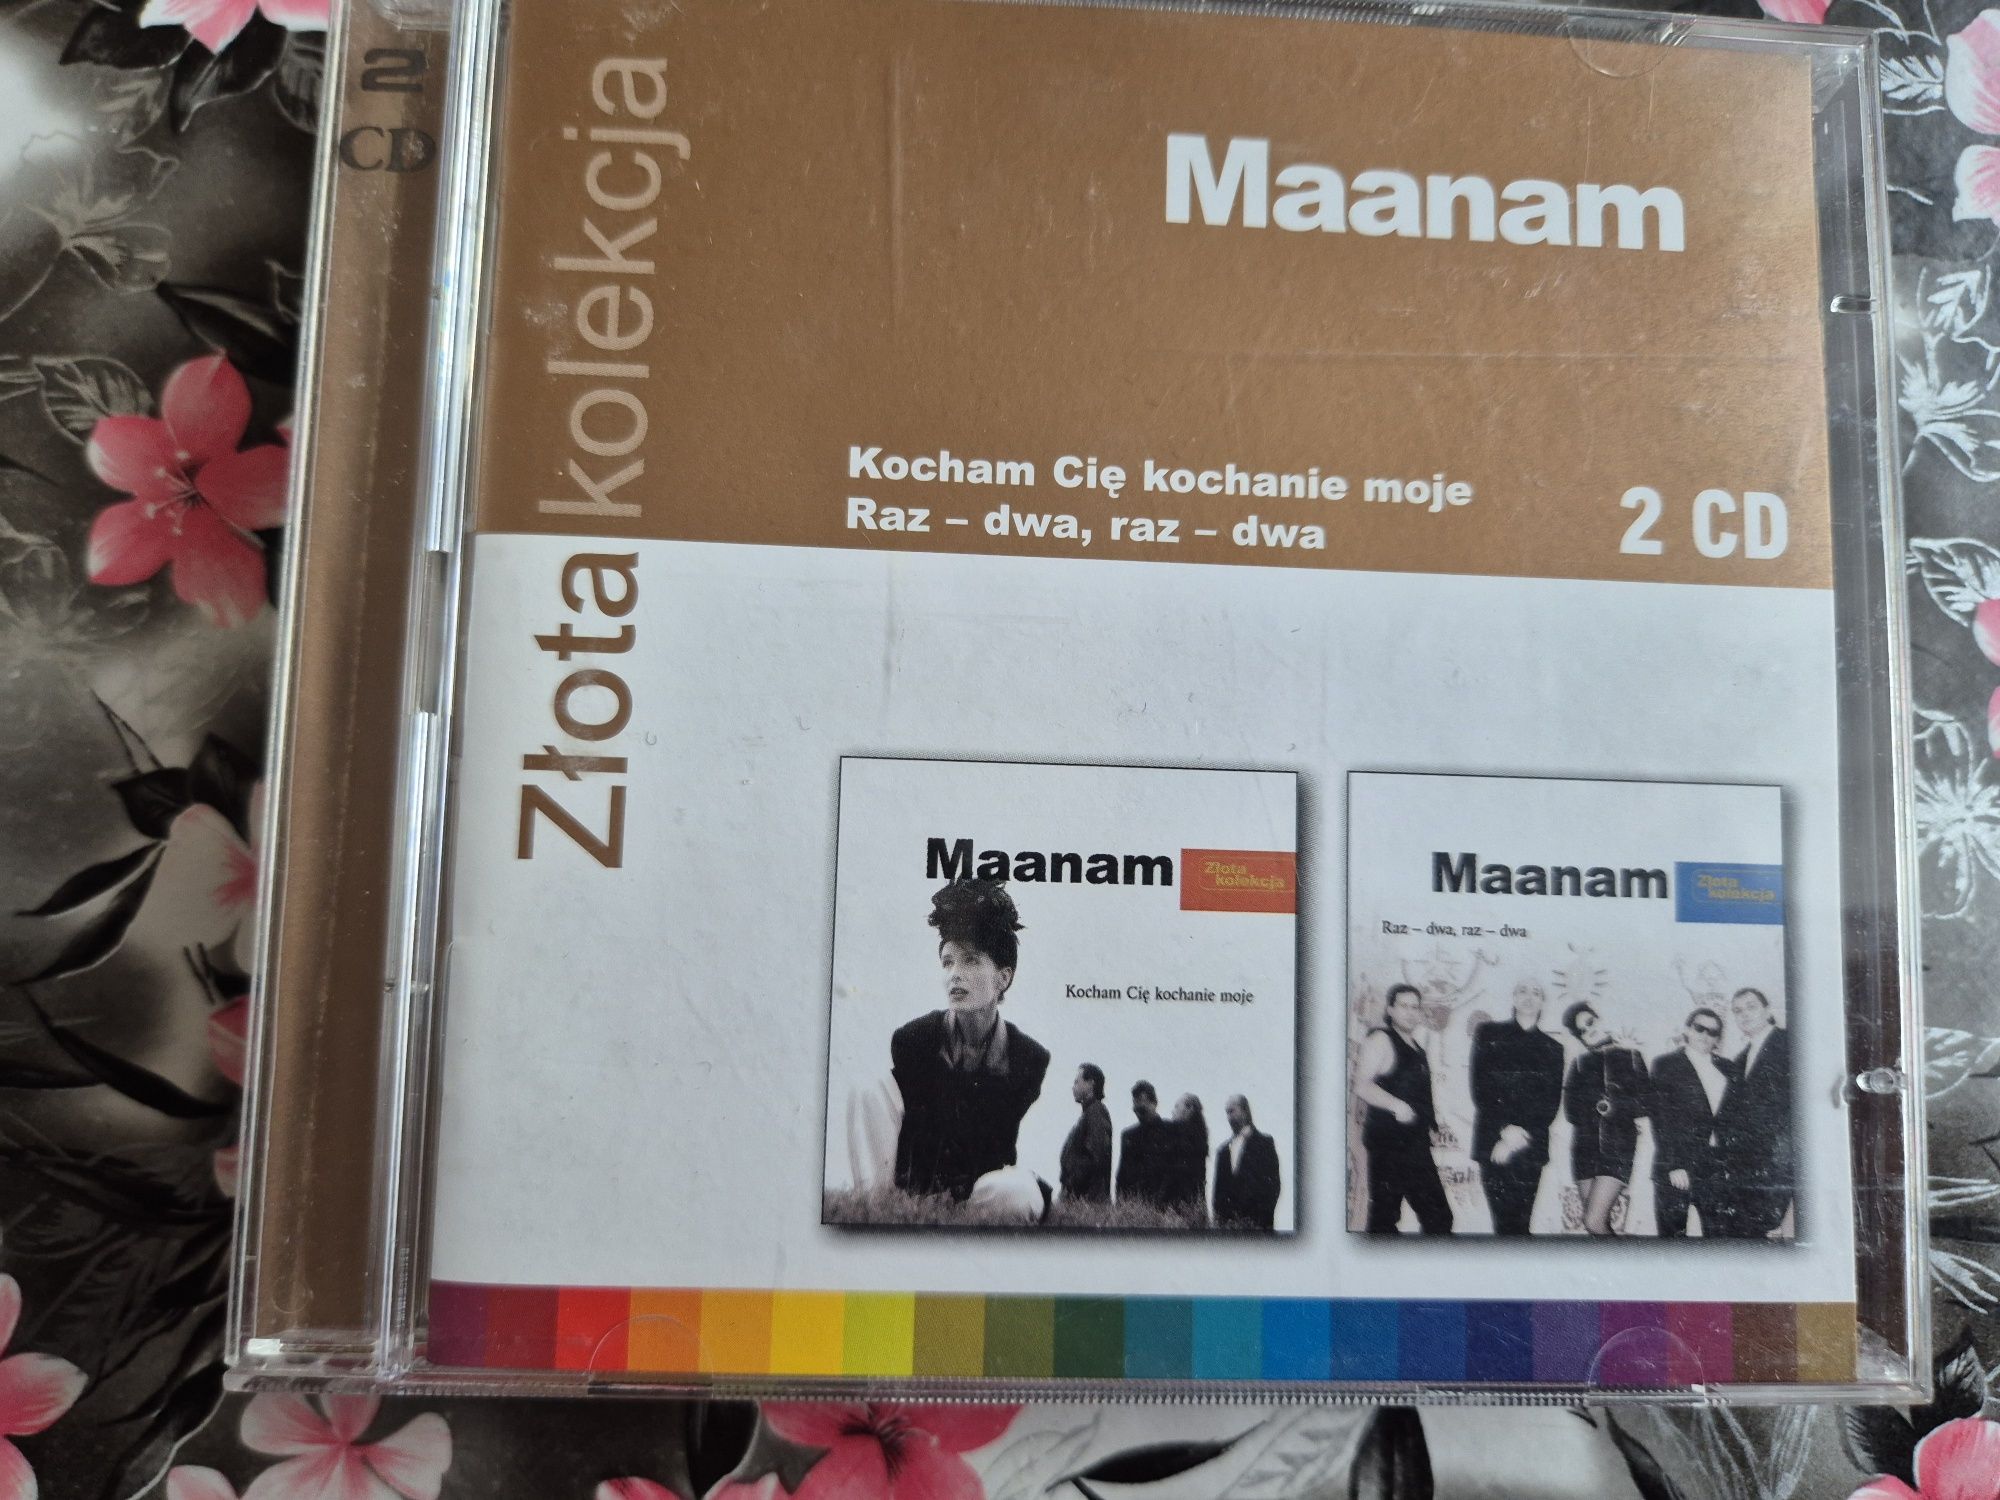 2
CD
Złota kolekcja
Maanam
Kocham Cię kochanie moje
Raz – dwa, raz – dwa
2 CD
Maanam
Złota
kolekcja
Kocham Cię kochanie moje
Maanam
Złota
kolekcja
Raz – dwa, raz – dwa